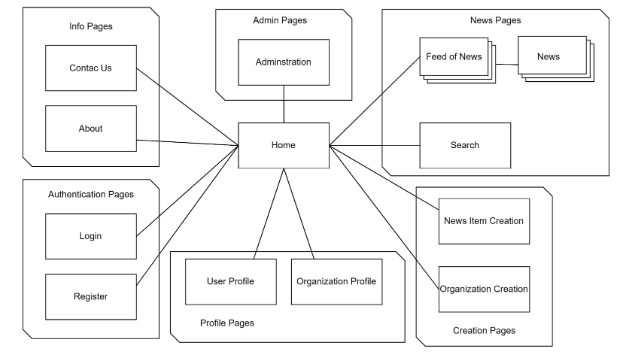 Info Pages
Contac Us
About
Admin Pages
Adminstration
News Pages
Feed of News
News
Search
Home
Authentication Pages
Login
Register
User Profile
Organization Profile
Profile Pages
News Item Creation
Organization Creation
Creation Pages